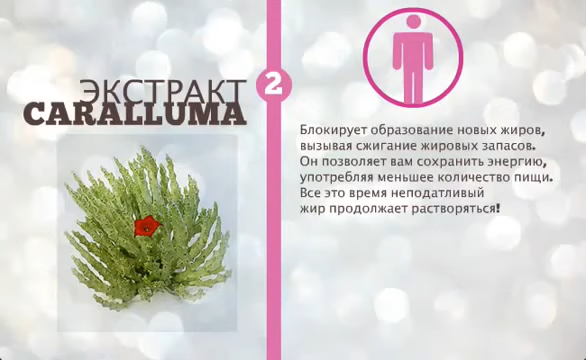 ЭКСТРАКТ
CARALLUMA
2
Блокирует образование новых жиров,
вызывая сжигание жировых запасов.
Он позволяет вам сохранить энергию,
употребляя меньшее количество пищи.
Все это время неподатливый
жир продолжает растворяться!